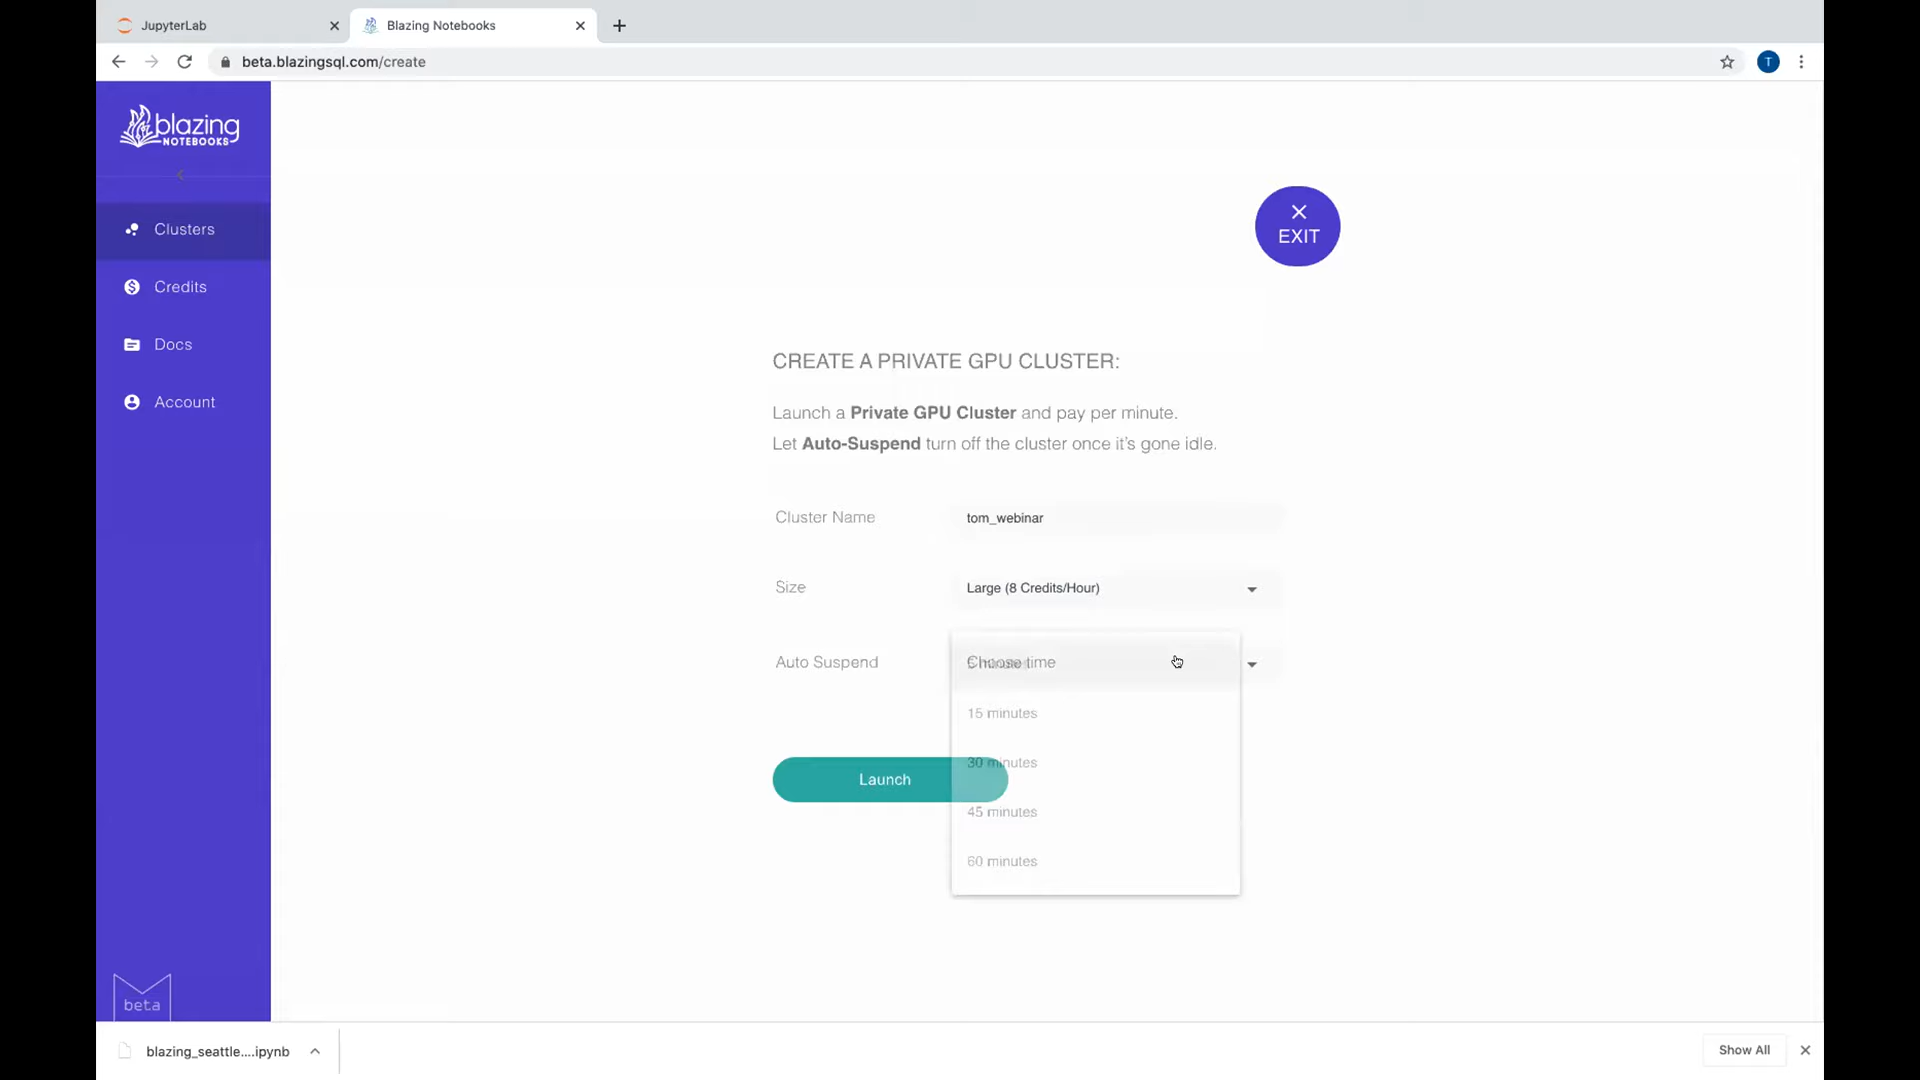 JupyterLab
Blazing Notebooks
beta.blazingsql.com/create
T
blazing
NOTEBOOKS
Clusters
Credits
Docs
Account
EXIT
CREATE A PRIVATE GPU CLUSTER:
Launch a Private GPU Cluster and pay per minute.
Let Auto-Suspend turn off the cluster once it's gone idle.
Cluster Name tom_webinar
Size Large (8 Credits/Hour)
Auto Suspend Choose time
15 minutes
30 minutes
Launch
45 minutes
60 minutes
beta
blazing_seattle....ipynb
Show All